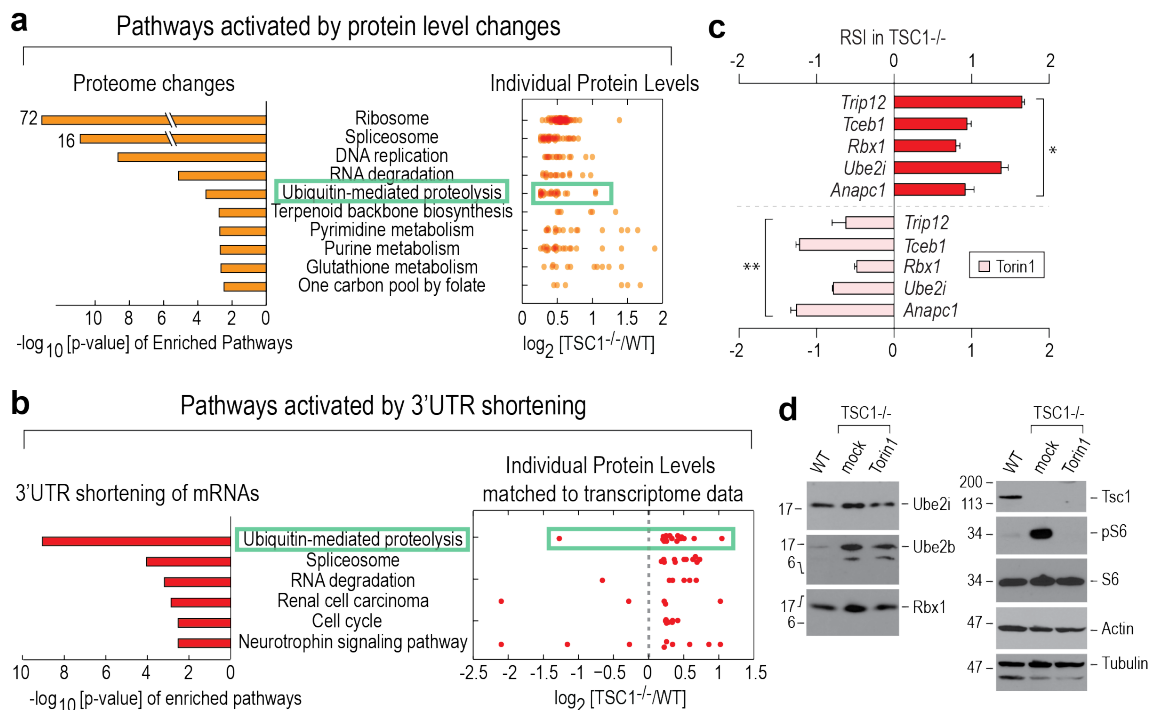 a
Pathways activated by protein level changes
Proteome changes
Individual Protein Levels
72
16
Ribosome
Spliceosome
DNA replication
RNA degradation
Ubiquitin-mediated proteolysis
Terpenoid backbone biosynthesis
Pyrimidine metabolism
Purine metabolism
Glutathione metabolism
One carbon pool by folate
10 8 6 4 2 0
-log10 [p-value] of Enriched Pathways
0 0.5 1 1.5 2
log2 [TSC1-/-/WT]
b
Pathways activated by 3'UTR shortening
3'UTR shortening of mRNAs
Individual Protein Levels
matched to transcriptome data
Ubiquitin-mediated proteolysis
Spliceosome
RNA degradation
Renal cell carcinoma
Cell cycle
Neurotrophin signaling pathway
10 8 6 4 2 0
-log10 [p-value] of enriched pathways
-2.5 -2 -1.5 -1 −0.5 0 0.5 1 1.5
log2 [TSC1-/-/WT]
c
RSI in TSC1-/-
-2 -1 0 1 2
Trip12
Tceb1
Rbx1
Ube2i
Anapc1
*
Trip12
Tceb1
Rbx1
Ube2i
Anapc1
**
Torin1
-2 -1 0 1 2
d
TSC1-/-
WT mock Torin1
17 Ube2i
17 Ube2b
6
17 Rbx1
6
TSC1-/-
WT mock Torin1
200
113 Tsc1
34 pS6
34 S6
47 Actin
47 Tubulin